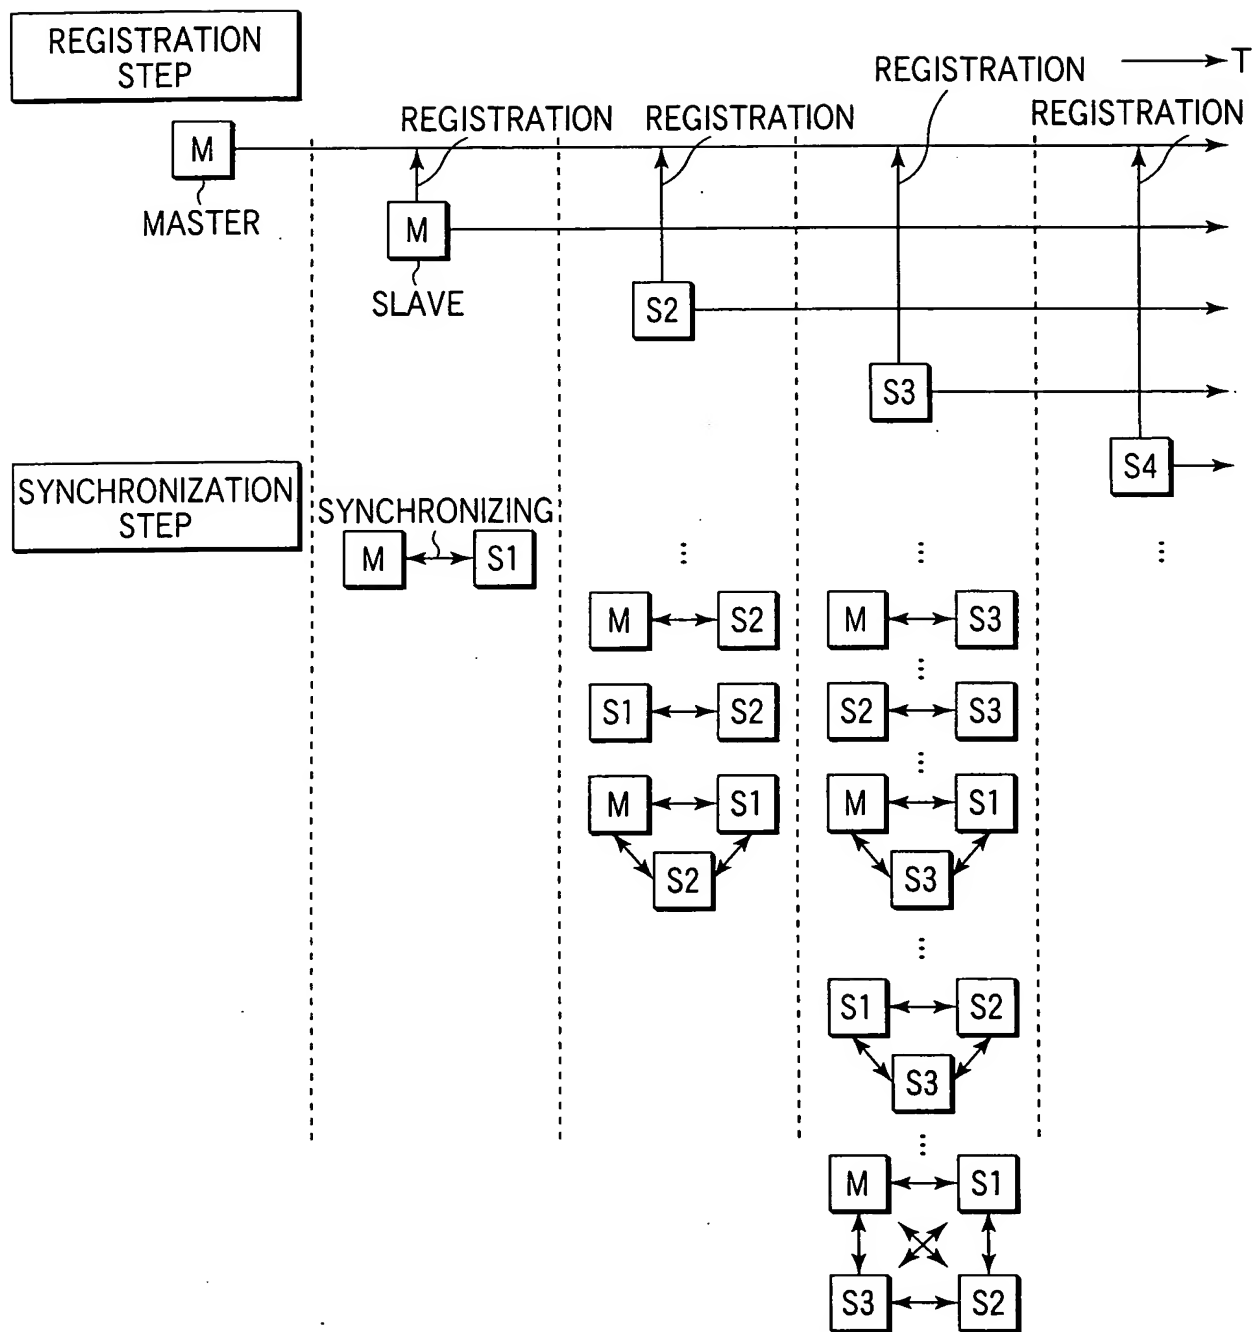 REGISTRATION
STEP
REGISTRATION
T
REGISTRATION
REGISTRATION
REGISTRATION
M
MASTER
M
SLAVE
S2
S3
S4
SYNCHRONIZATION
STEP
SYNCHRONIZING
M
S1
...
...
...
M
S2
M
S3
...
S1
S2
S2
S3
...
M
S1
M
S1
S2
S3
...
S1
S2
S3
...
M
S1
S3
S2